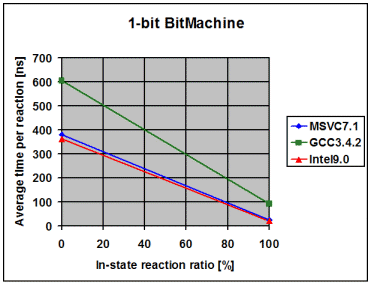 1-bit BitMachine
Average time per reaction [ns]
700
600
500
400
300
200
100
0
0 20 40 60 80 100
In-state reaction ratio [%]
MSVC7.1
GCC3.4.2
Intel9.0